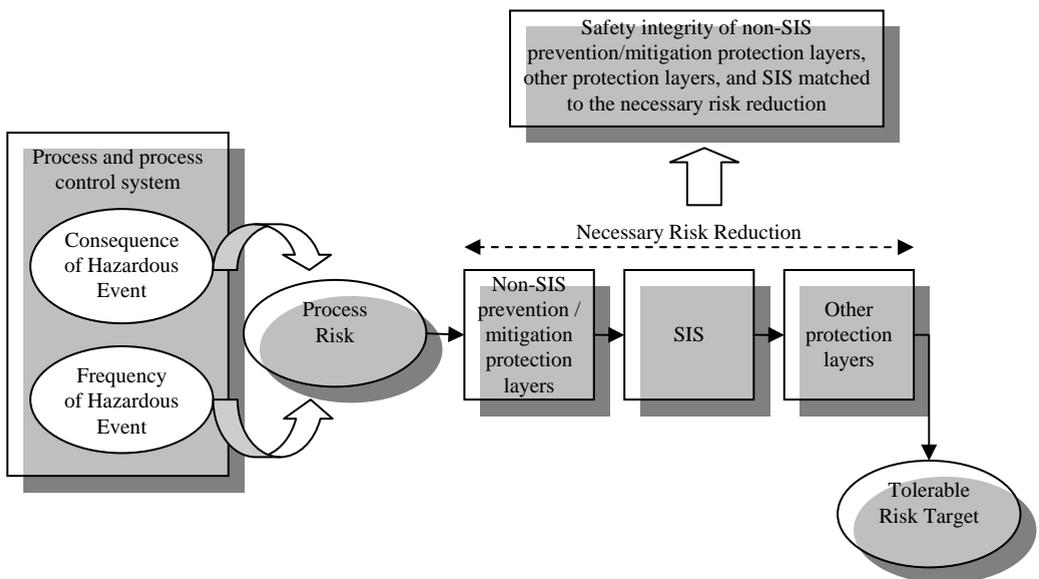 Safety integrity of non-SIS
prevention/mitigation protection layers,
other protection layers, and SIS matched
to the necessary risk reduction
Process and process
control system
Consequence
of Hazardous
Event
Frequency
of Hazardous
Event
Process
Risk
Necessary Risk Reduction
Non-SIS
prevention /
mitigation
protection
layers
SIS
Other
protection
layers
Tolerable
Risk Target